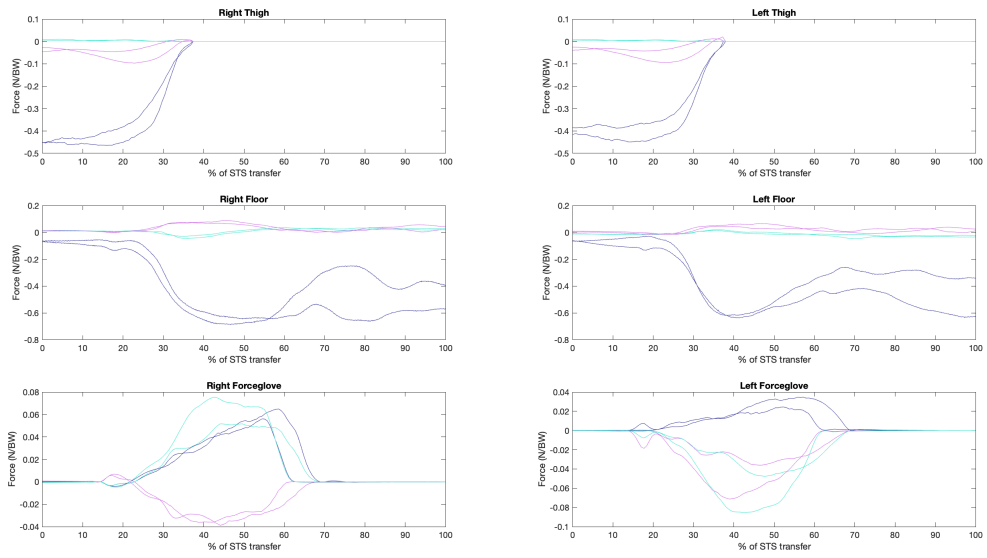 Right Thigh
0.1
0
-0.1
-0.2
-0.3
-0.4
-0.5
Force (N/BW)
0 10 20 30 40 50 60 70 80 90 100
% of STS transfer
Left Thigh
0.1
0
-0.1
-0.2
-0.3
-0.4
-0.5
Force (N/BW)
0 10 20 30 40 50 60 70 80 90 100
% of STS transfer
Right Floor
0.2
0
-0.2
-0.4
-0.6
-0.8
Force (N/BW)
0 10 20 30 40 50 60 70 80 90 100
% of STS transfer
Left Floor
0.2
0
-0.2
-0.4
-0.6
-0.8
Force (N/BW)
0 10 20 30 40 50 60 70 80 90 100
% of STS transfer
Right Forceglove
0.08
0.06
0.04
0.02
0
-0.02
-0.04
Force (N/BW)
0 10 20 30 40 50 60 70 80 90 100
% of STS transfer
Left Forceglove
0.04
0.02
0
-0.02
-0.04
-0.06
-0.08
-0.1
Force (N/BW)
0 10 20 30 40 50 60 70 80 90 100
% of STS transfer